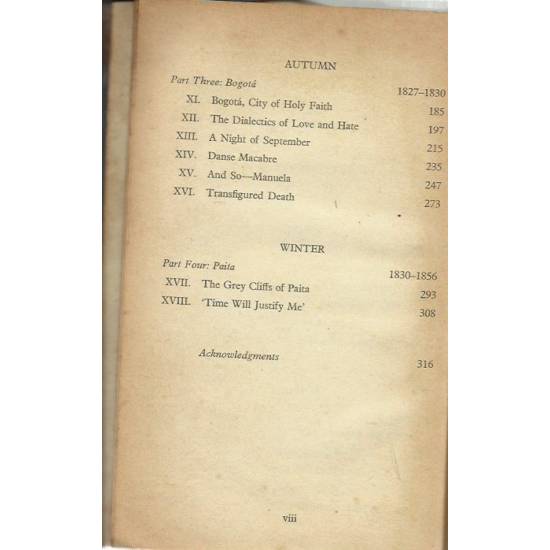 AUTUMN
Part Three: Bogotá 1827–1830
XI. Bogotá, City of Holy Faith 185
XII. The Dialectics of Love and Hate 197
XIII. A Night of September 215
XIV. Danse Macabre 235
XV. And So—Manuela 247
XVI. Transfigured Death 273
WINTER
Part Four: Paita 1830–1856
XVII. The Grey Cliffs of Paita 293
XVIII. ‘Time Will Justify Me’ 308
Acknowledgments 316
viii